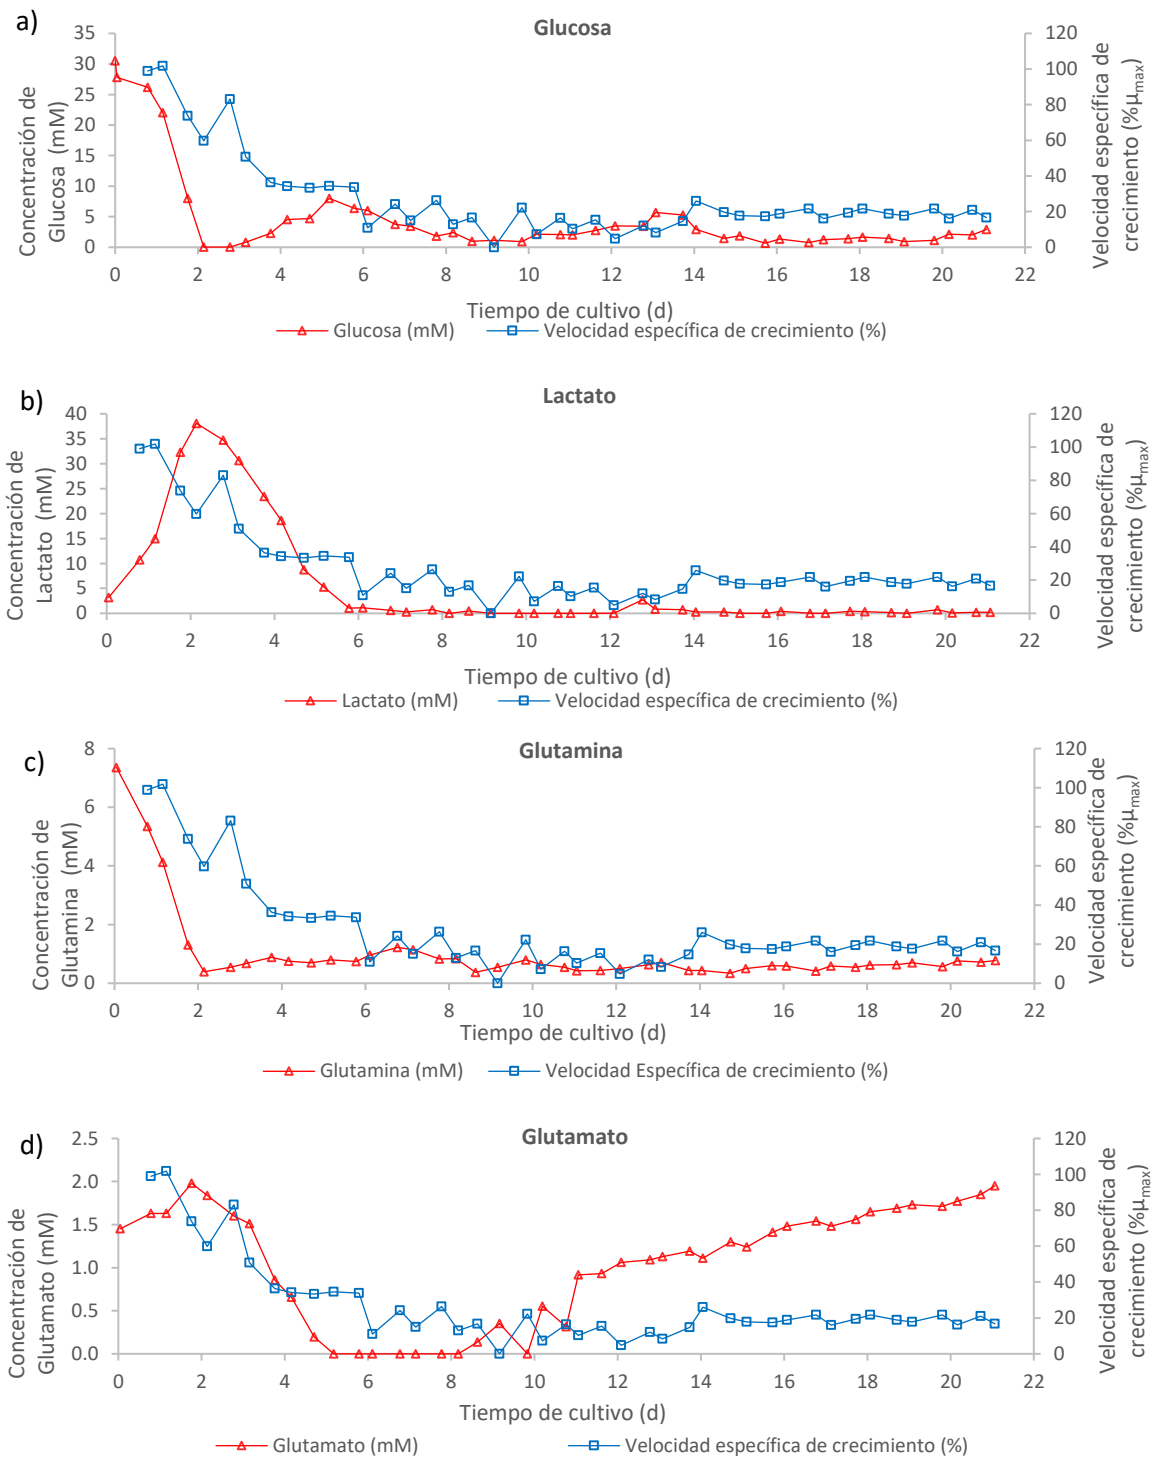 a)
Glucosa
Concentración de
Glucosa (mM)
35
30
25
20
15
10
5
0
120
100
80
60
40
20
0
Velocidad específica de
crecimiento (%μmax)
0 2 4 6 8 10 12 14 16 18 20 22
Tiempo de cultivo (d)
Glucosa (mM) Velocidad específica de crecimiento (%)
b)
Lactato
Concentración de
Lactato (mM)
40
35
30
25
20
15
10
5
0
120
100
80
60
40
20
0
Velocidad específica de
crecimiento (%μmax)
0 2 4 6 8 10 12 14 16 18 20 22
Tiempo de cultivo (d)
Lactato (mM) Velocidad específica de crecimiento (%)
c)
Glutamina
Concentración de
Glutamina (mM)
8
6
4
2
0
120
100
80
60
40
20
0
Velocidad específica de
crecimiento (%μmax)
0 2 4 6 8 10 12 14 16 18 20 22
Tiempo de cultivo (d)
Glutamina (mM) Velocidad Específica de crecimiento (%)
d)
Glutamato
Concentración de
Glutamato (mM)
2.5
2.0
1.5
1.0
0.5
0.0
120
100
80
60
40
20
0
Velocidad específica de
crecimiento (%μmax)
0 2 4 6 8 10 12 14 16 18 20 22
Tiempo de cultivo (d)
Glutamato (mM) Velocidad específica de crecimiento (%)